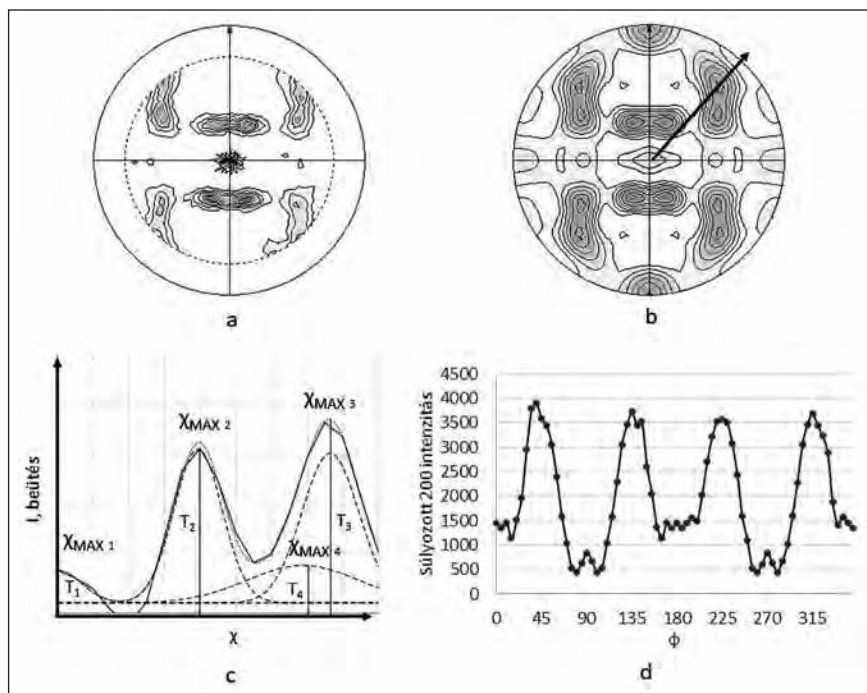 a
b
I, beütés
χMAX 1
χMAX 2
χMAX 3
χMAX 4
T1
T2
T3
T4
χ
c
Súlyozott 200 intenzitás
4500
4000
3500
3000
2500
2000
1500
1000
500
0
0 45 90 135 180 225 270 315
ϕ
d